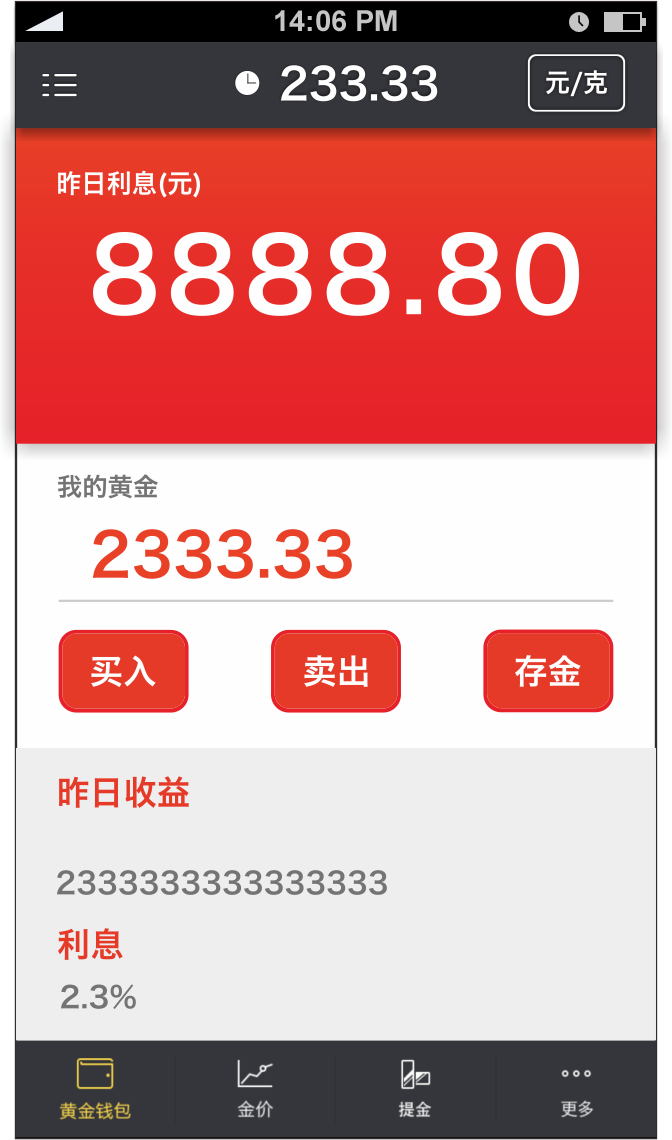 14:06 PM
233.33
元/克
昨日利息(元)
8888.80
我的黄金
2333.33
买入 卖出 存金
昨日收益
2333333333333333
利息
2.3%
黄金钱包 金价 提金 更多